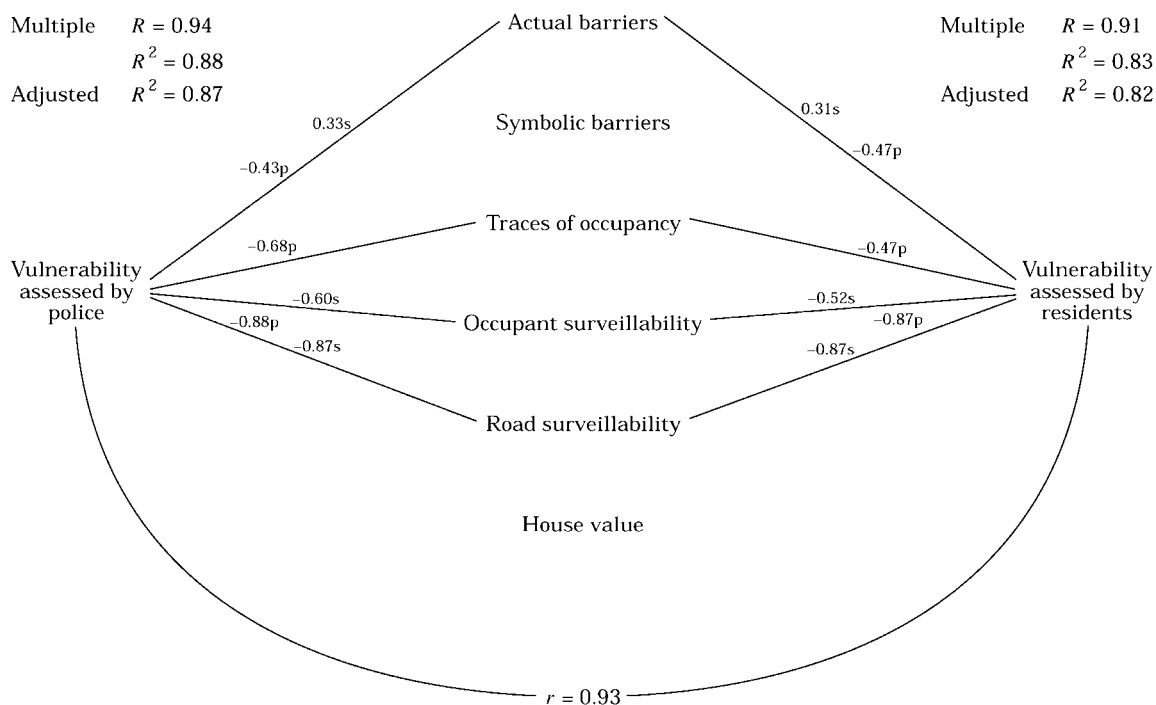 Multiple R = 0.94
R² = 0.88
Adjusted R² = 0.87
Actual barriers
Multiple R = 0.91
R² = 0.83
Adjusted R² = 0.82
0.33s
−0.43p
0.31s
−0.47p
Symbolic barriers
Traces of occupancy
−0.68p
−0.47p
Vulnerability
assessed by
police
Vulnerability
assessed by
residents
−0.60s
−0.52s
Occupant surveillability
−0.88p
−0.87s
−0.87p
−0.87s
Road surveillability
House value
r = 0.93